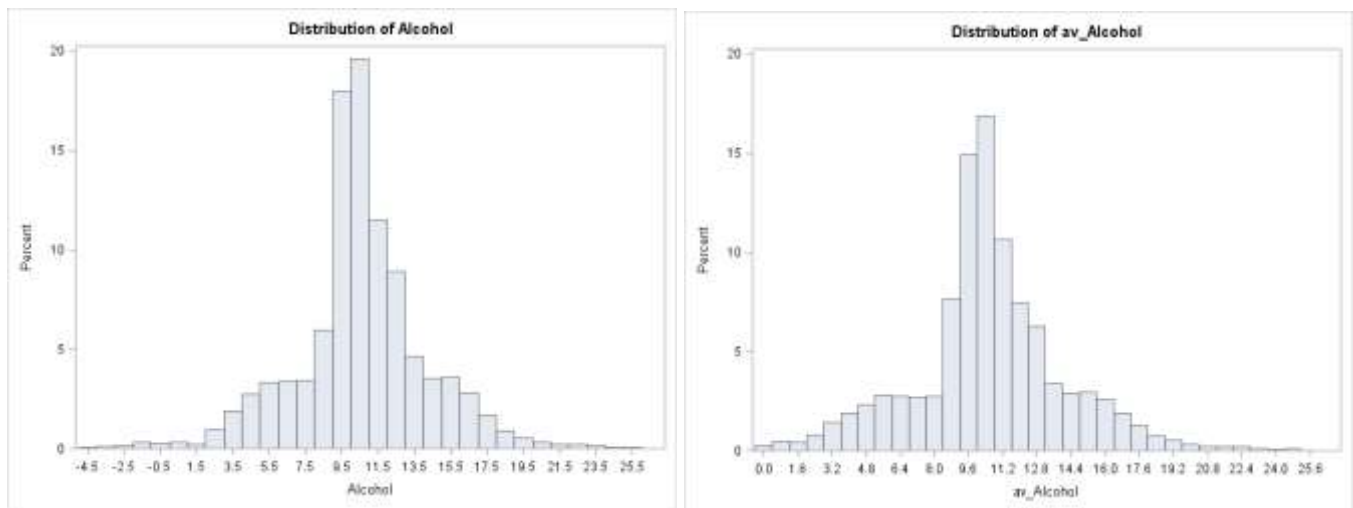 Distribution of Alcohol
20
15
10
5
0
Percent
-4.5 -2.5 -0.5 1.5 3.5 5.5 7.5 9.5 11.5 13.5 15.5 17.5 19.5 21.5 23.5 25.5
Alcohol
Distribution of av_Alcohol
20
15
10
5
0
Percent
0.0 1.6 3.2 4.8 6.4 8.0 9.6 11.2 12.8 14.4 16.0 17.6 19.2 20.8 22.4 24.0 25.6
av_Alcohol